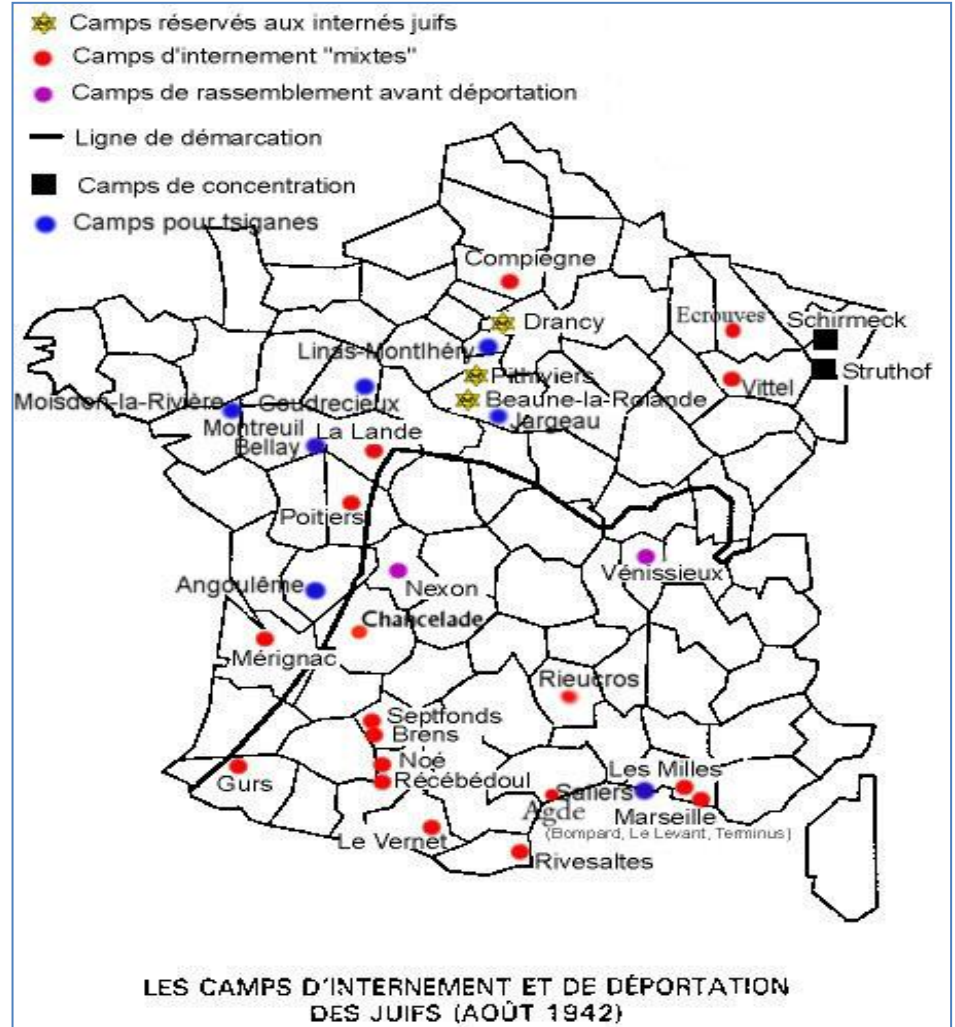 Camps réservés aux internés juifs
Camps d'internement "mixtes"
Camps de rassemblement avant déportation
Ligne de démarcation
Camps de concentration
Camps pour tsiganes
Compiègne
Drancy
Ecrouves
Schirmeck
Linas-Montlhéry
Struthof
Pithiviers
Vittel
Moisdon-la-Rivière
Coudrecieux
Beaune-la-Rolande
Jargeau
Montreuil
Bellay
La Lande
Poitiers
Angoulême
Nexon
Vénissieux
Chancelade
Mérignac
Rieucros
Septfonds
Brens
Noé
Les Milles
Gurs
Récébédoul
Saliers
Agde
Marseille
(Bompard, Le Levant, Terminus)
Le Vernet
Rivesaltes
LES CAMPS D'INTERNEMENT ET DE DÉPORTATION
DES JUIFS (AOÛT 1942)